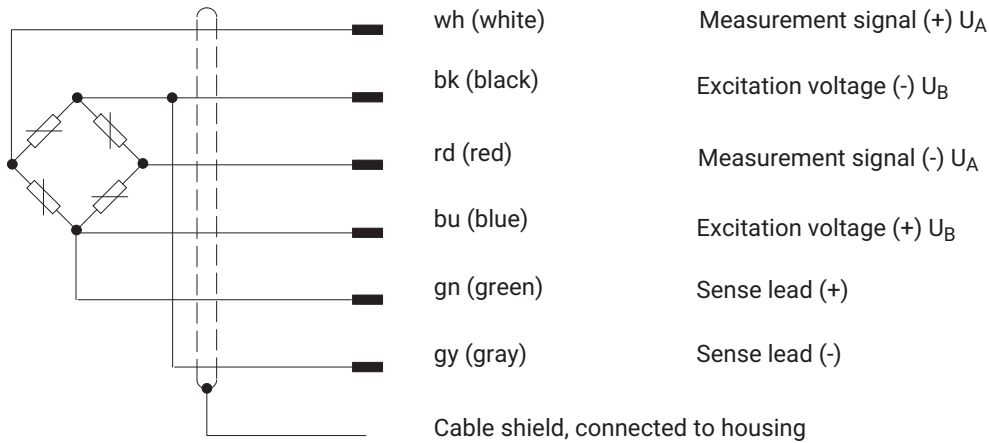 wh (white) Measurement signal (+) UA
bk (black) Excitation voltage (-) UB
rd (red) Measurement signal (-) UA
bu (blue) Excitation voltage (+) UB
gn (green) Sense lead (+)
gy (gray) Sense lead (-)
Cable shield, connected to housing